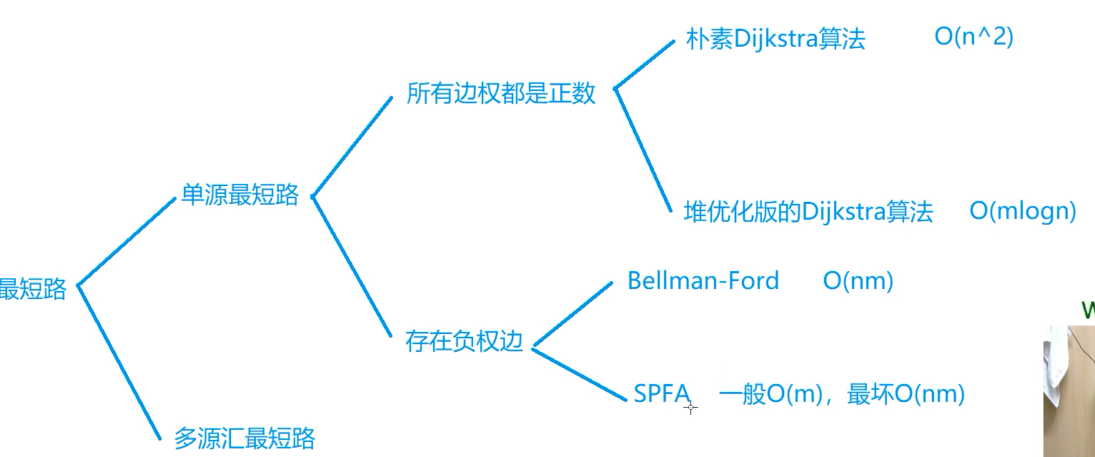 朴素Dijkstra算法 O(n^2)
所有边权都是正数
单源最短路
堆优化版的Dijkstra算法 O(mlogn)
最短路
Bellman-Ford O(nm)
存在负权边
SPFA 一般O(m)，最坏O(nm)
多源汇最短路